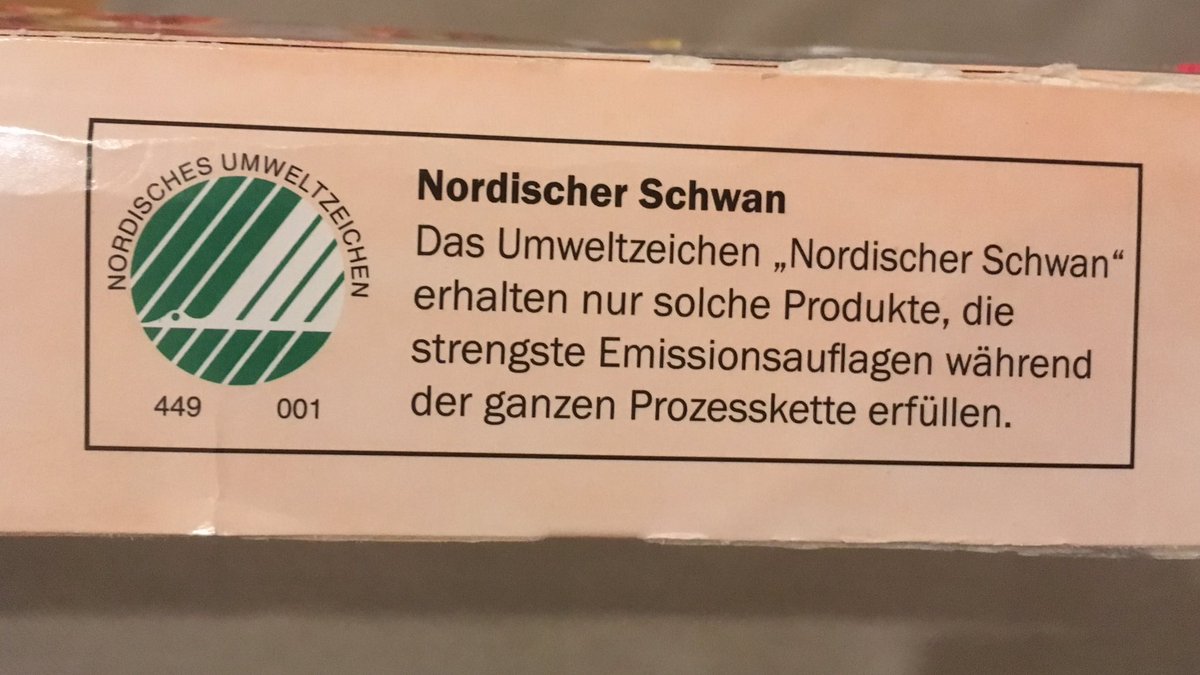 NORDISCHES UMWELTZEICHEN
449 001
Nordischer Schwan
Das Umweltzeichen „Nordischer Schwan“
erhalten nur solche Produkte, die
strengste Emissionsauflagen während
der ganzen Prozesskette erfüllen.